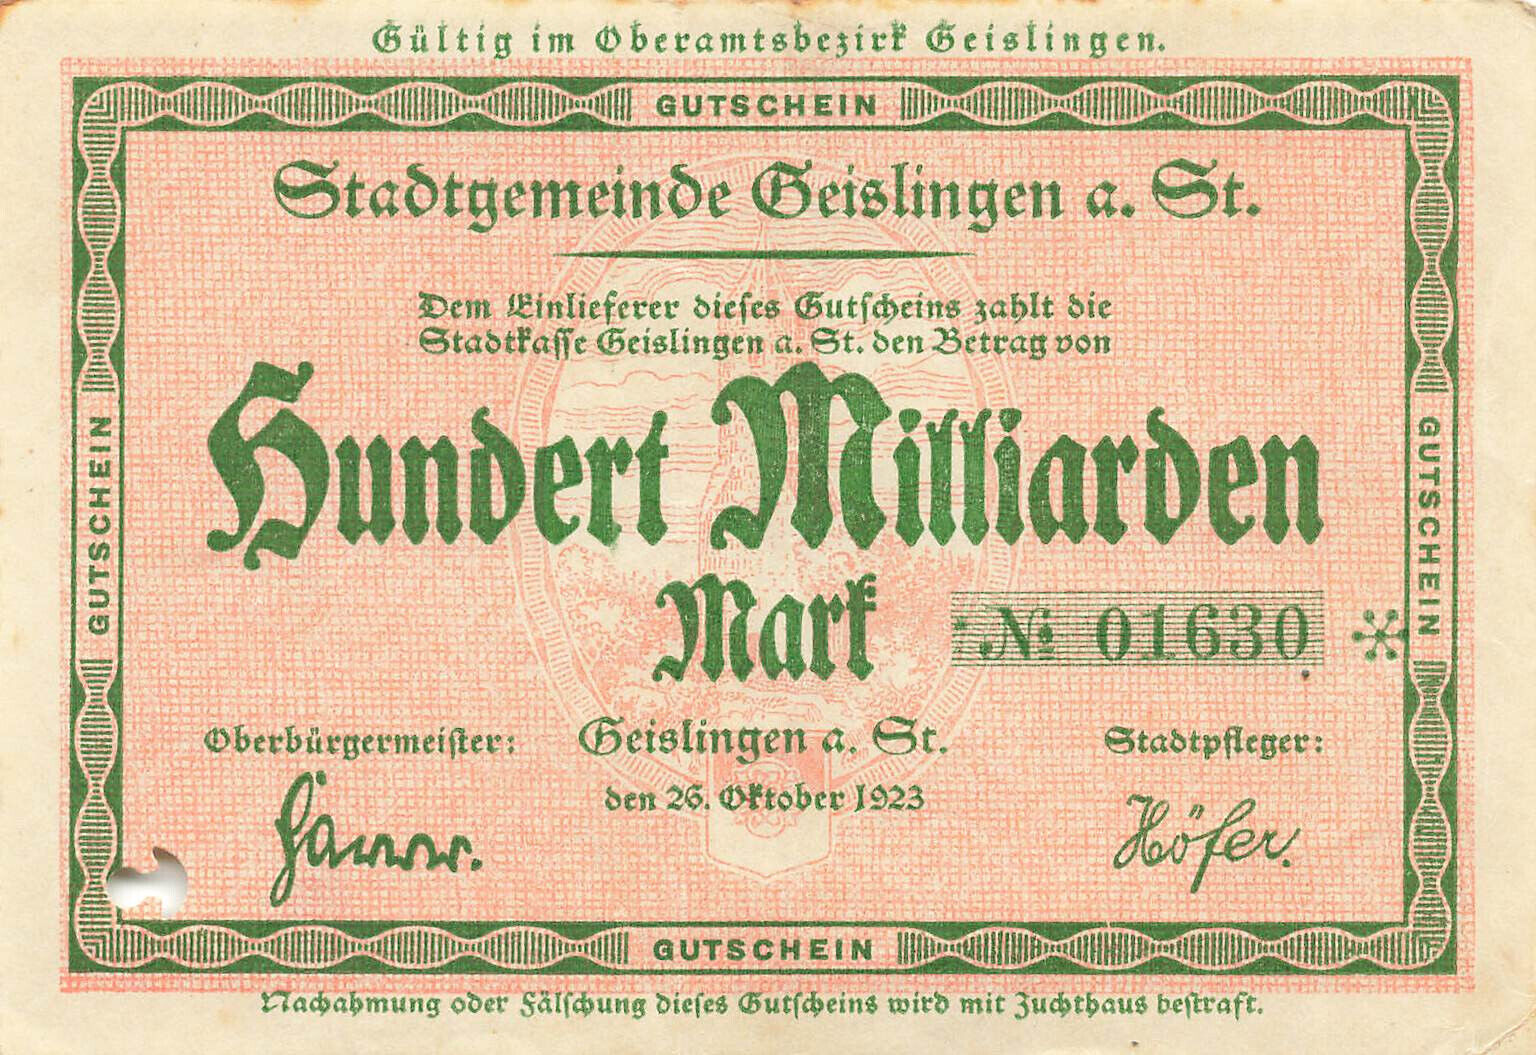 Gültig im Oberamtsbezirk Geislingen.
GUTSCHEIN
Stadtgemeinde Geislingen a. St.
Dem Einlieferer dieses Gutscheins zahlt die
Stadtkasse Geislingen a. St. den Betrag von
Hundert Milliarden
Mark
№ 01630
GUTSCHEIN
GUTSCHEIN
Oberbürgermeister:
Geislingen a. St.
Stadtpfleger:
den 26. Oktober 1923
Höfer.
GUTSCHEIN
Nachahmung oder Fälschung dieses Gutscheins wird mit Zuchthaus bestraft.